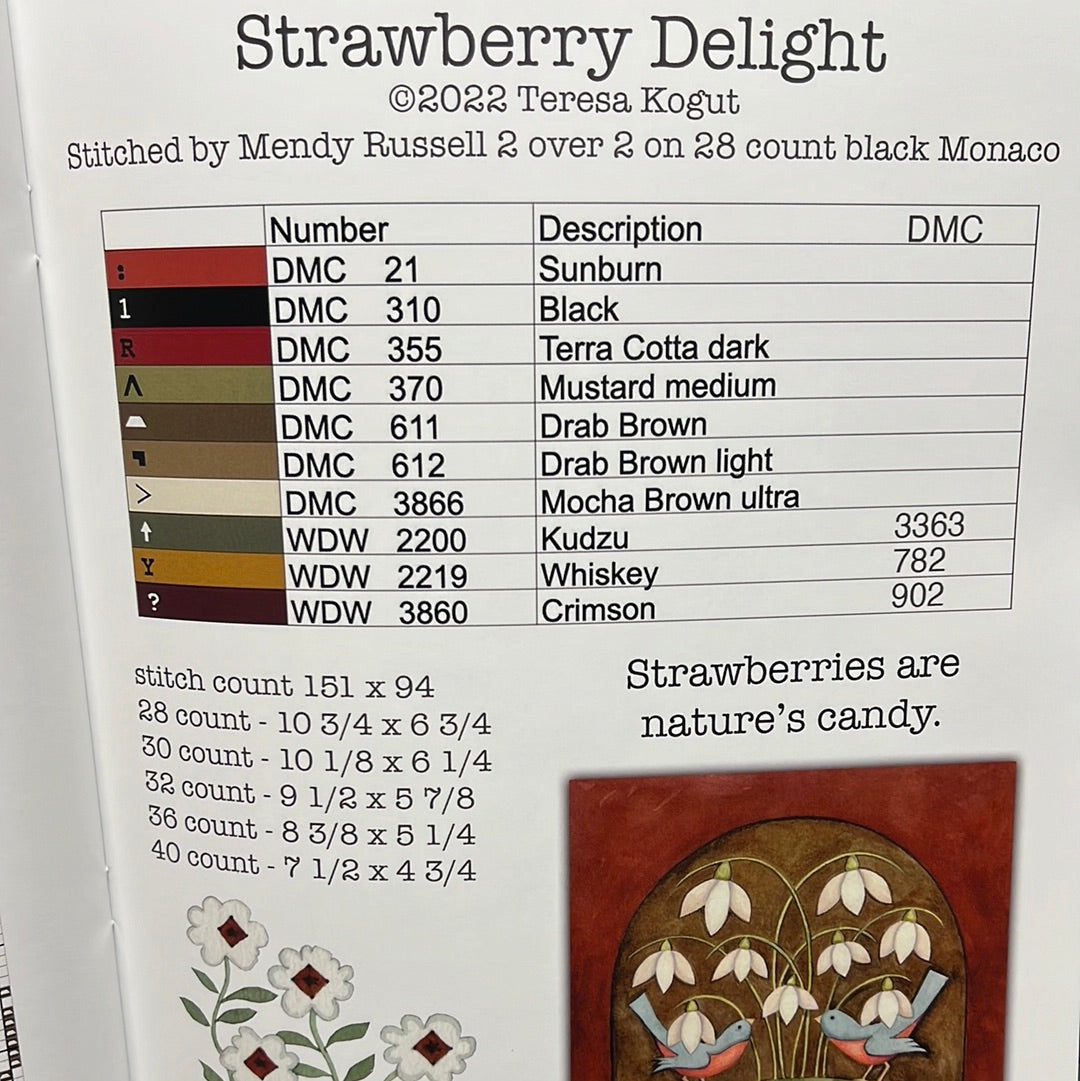 Strawberry Delight
©2022 Teresa Kogut
Stitched by Mendy Russell 2 over 2 on 28 count black Monaco
Number Description DMC
: DMC 21 Sunburn
1 DMC 310 Black
R DMC 355 Terra Cotta dark
Λ DMC 370 Mustard medium
DMC 611 Drab Brown
DMC 612 Drab Brown light
> DMC 3866 Mocha Brown ultra
↑ WDW 2200 Kudzu 3363
Y WDW 2219 Whiskey 782
? WDW 3860 Crimson 902
stitch count 151 x 94
28 count - 10 3/4 x 6 3/4
30 count - 10 1/8 x 6 1/4
32 count - 9 1/2 x 5 7/8
36 count - 8 3/8 x 5 1/4
40 count - 7 1/2 x 4 3/4
Strawberries are
nature's candy.